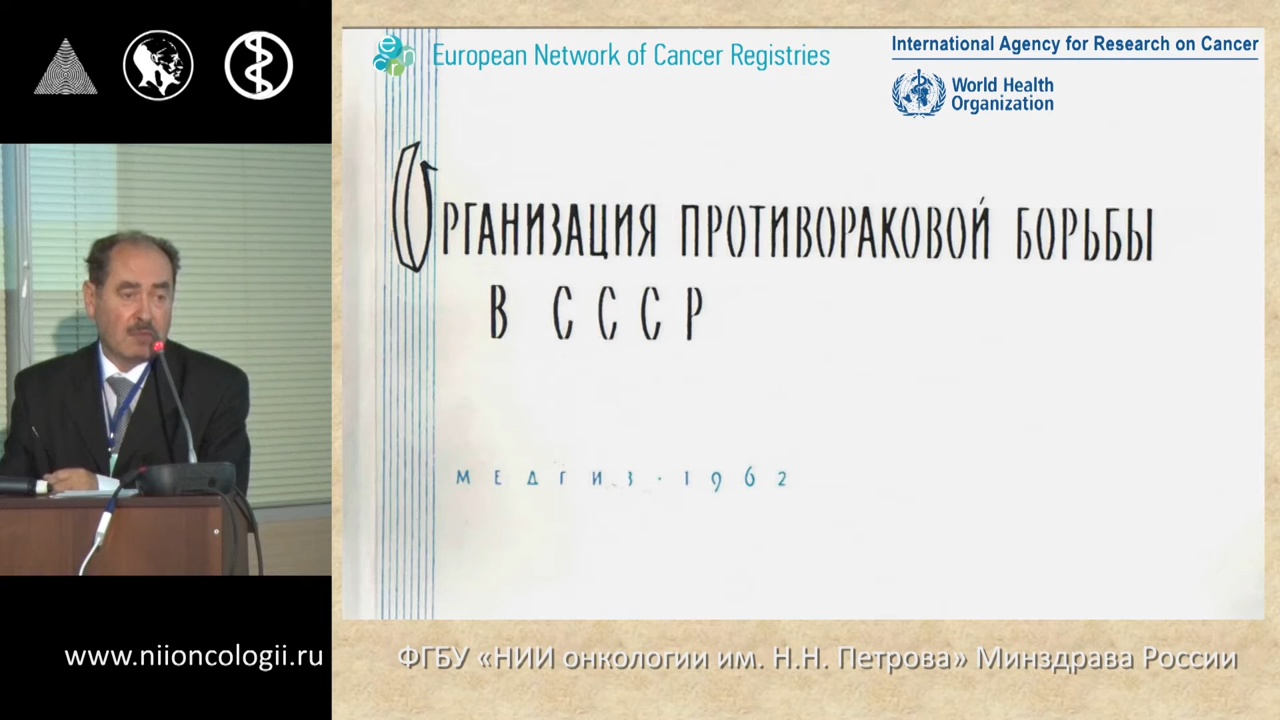 European Network of Cancer Registries
International Agency for Research on Cancer
World Health
Organization
Организация противораковой борьбы
в СССР
МЕДГИЗ · 1962
www.niioncologii.ru
ФГБУ «НИИ онкологии им. Н.Н. Петрова» Минздрава России